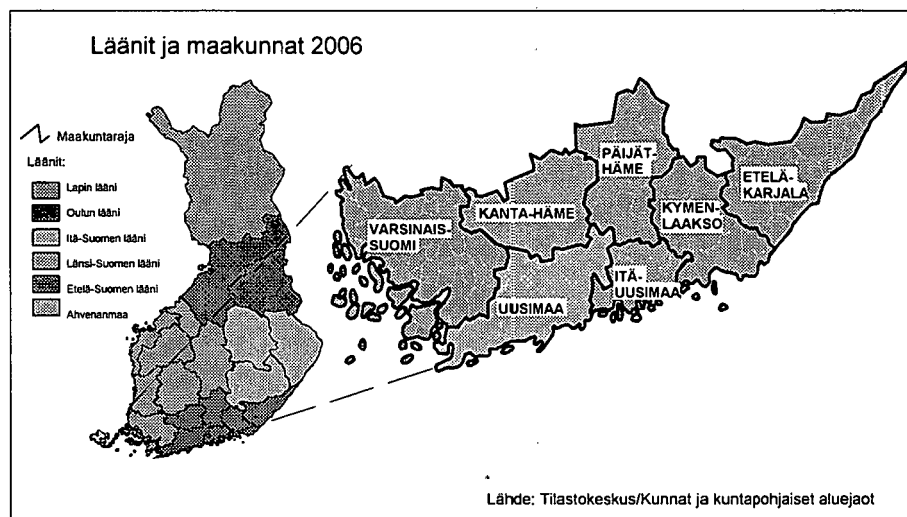 Läänit ja maakunnat 2006
Maakuntaraja
Läänit:
Lapin lääni
Oulun lääni
Itä-Suomen lääni
Länsi-Suomen lääni
Etelä-Suomen lääni
Ahvenanmaa
VARSINAIS-
SUOMI
KANTA-HÄME
PÄIJÄT-
HÄME
UUSIMAA
ITÄ-
UUSIMAA
KYMEN-
LAAKSO
ETELÄ-
KARJALA
Lähde: Tilastokeskus/Kunnat ja kuntapohjaiset aluejaot